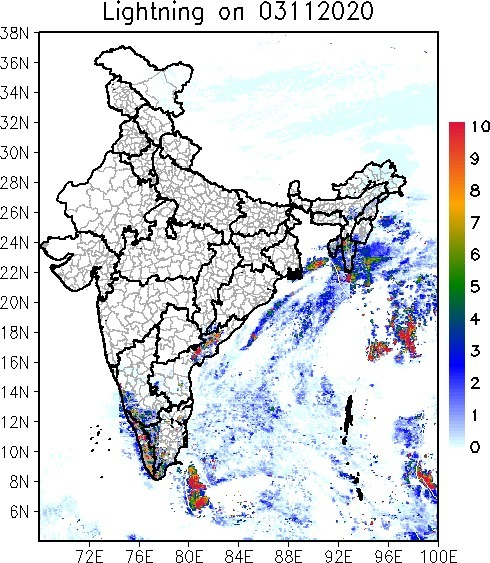 Lightning on 03112020
38N
36N
34N
32N
30N
28N
26N
24N
22N
20N
18N
16N
14N
12N
10N
8N
6N
72E 76E 80E 84E 88E 92E 96E 100E
10
9
8
7
6
5
4
3
2
1
0